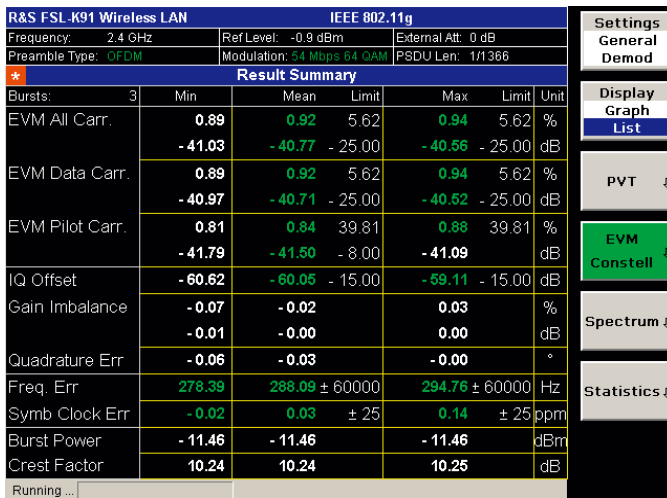 R&S FSL-K91 Wireless LAN IEEE 802.11g
Frequency: 2.4 GHz Ref Level: -0.9 dBm External Att: 0 dB
Preamble Type: OFDM Modulation: 54 Mbps 64 QAM PSDU Len: 1/1366
* Result Summary
Bursts: 3 Min Mean Limit Max Limit Unit
EVM All Carr. 0.89 0.92 5.62 0.94 5.62 %
- 41.03 - 40.77 - 25.00 - 40.56 - 25.00 dB
EVM Data Carr. 0.89 0.92 5.62 0.94 5.62 %
- 40.97 - 40.71 - 25.00 - 40.52 - 25.00 dB
EVM Pilot Carr. 0.81 0.84 39.81 0.88 39.81 %
- 41.79 - 41.50 - 8.00 - 41.09 dB
IQ Offset - 60.62 - 60.05 - 15.00 - 59.11 - 15.00 dB
Gain Imbalance - 0.07 - 0.02 0.03 %
- 0.01 - 0.00 0.00 dB
Quadrature Err - 0.06 - 0.03 - 0.00 °
Freq. Err 278.39 288.09 ± 60000 294.76 ± 60000 Hz
Symb Clock Err - 0.02 0.03 ± 25 0.14 ± 25 ppm
Burst Power - 11.46 - 11.46 - 11.46 dBm
Crest Factor 10.24 10.24 10.25 dB
Running ...
Settings
General
Demod
Display
Graph
List
PVT
EVM
Constell
Spectrum
Statistics